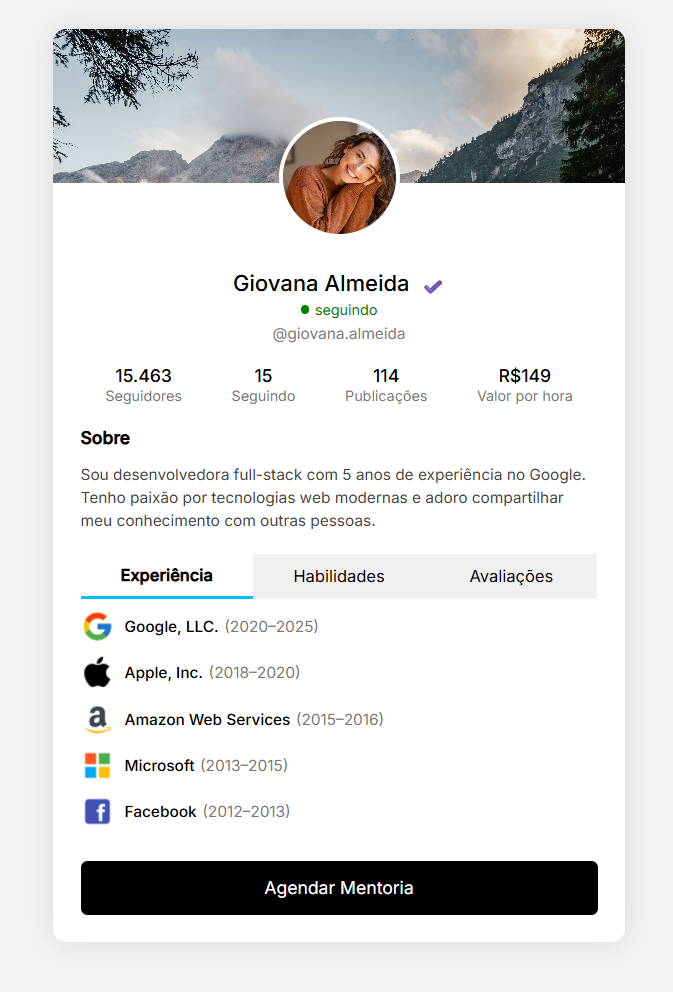 Giovana Almeida
seguindo
@giovana.almeida
15.463 15 114 R$149
Seguidores Seguindo Publicações Valor por hora
Sobre
Sou desenvolvedora full-stack com 5 anos de experiência no Google.
Tenho paixão por tecnologias web modernas e adoro compartilhar
meu conhecimento com outras pessoas.
Experiência Habilidades Avaliações
Google, LLC. (2020–2025)
Apple, Inc. (2018–2020)
Amazon Web Services (2015–2016)
Microsoft (2013–2015)
Facebook (2012–2013)
Agendar Mentoria